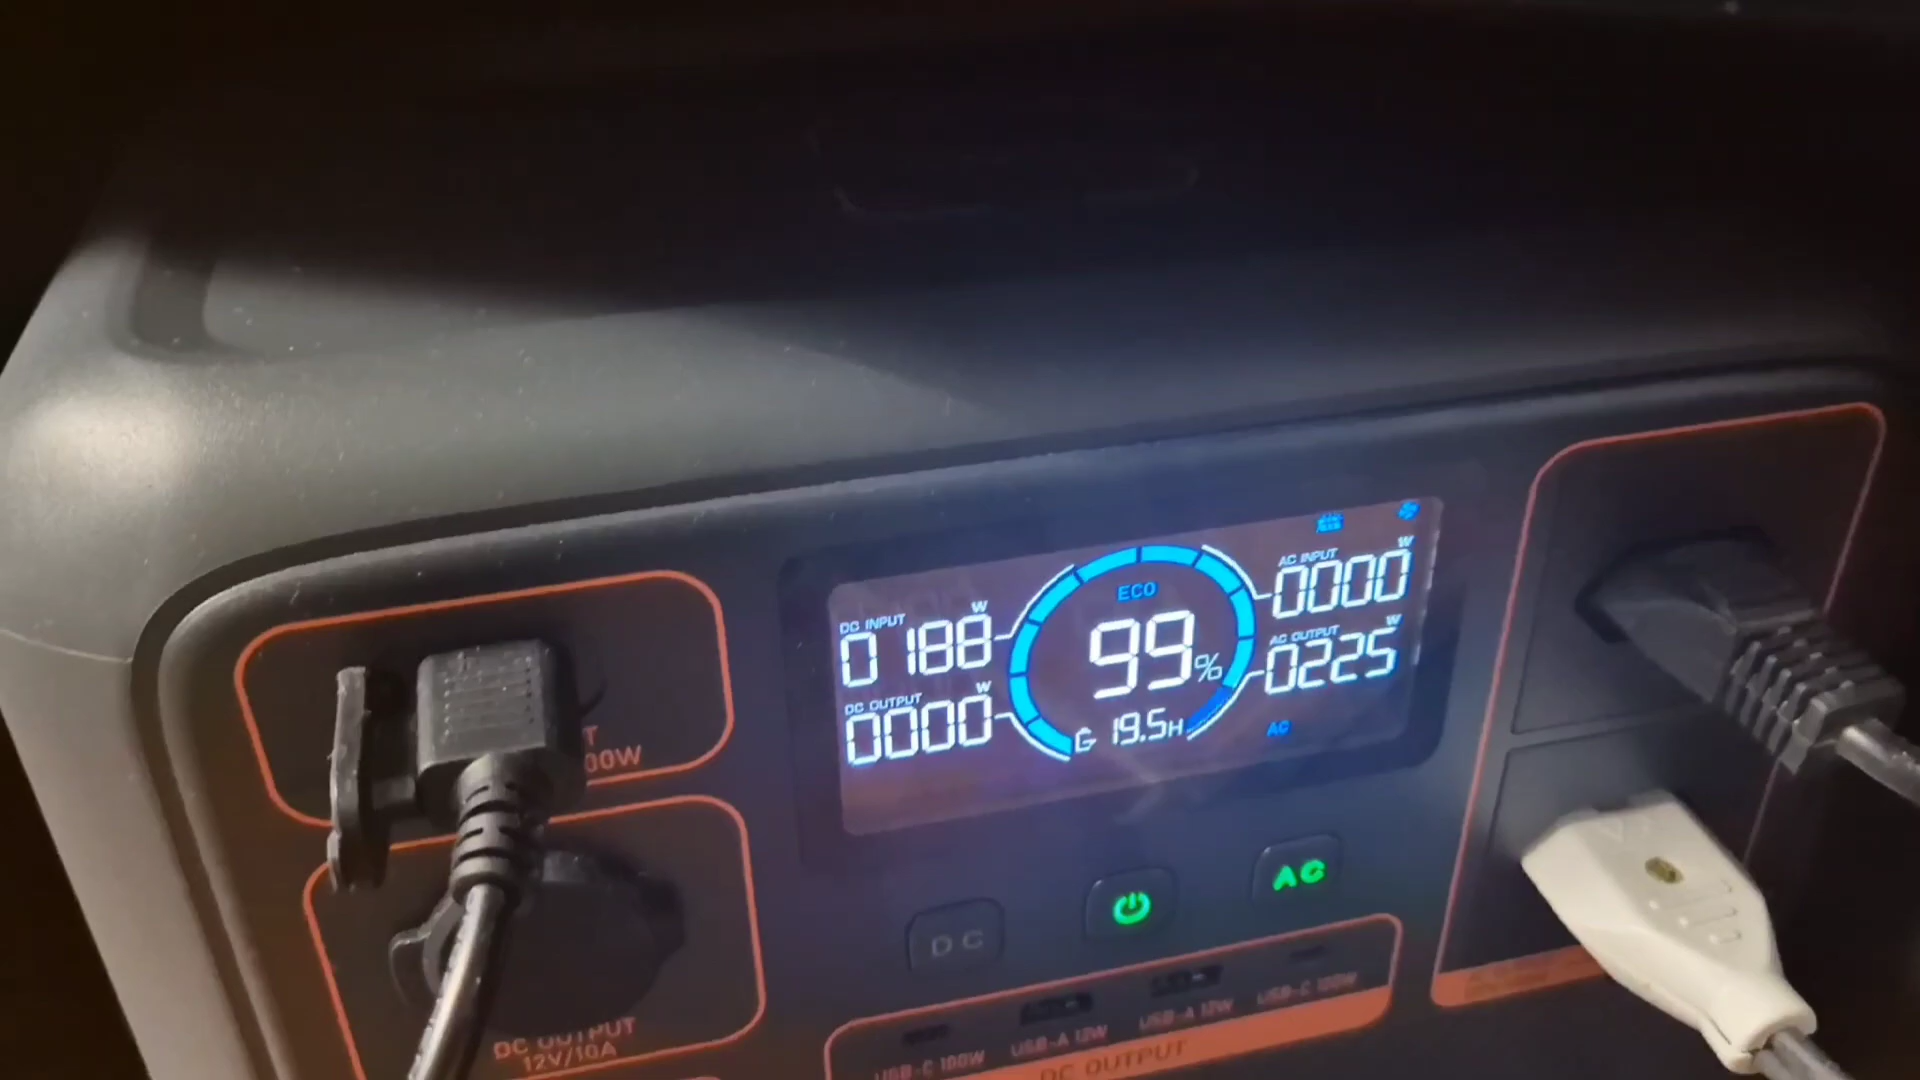 DC INPUT
0188 W
DC OUTPUT
0000 W
ECO
99%
19.5H
AC INPUT
0000 W
AC OUTPUT
0225 W
AC
DC
AC
T
00W
DC OUTPUT
12V/10A
USB-C 100W
USB-A 12W
USB-A 12W
USB-C 100W
DC OUTPUT